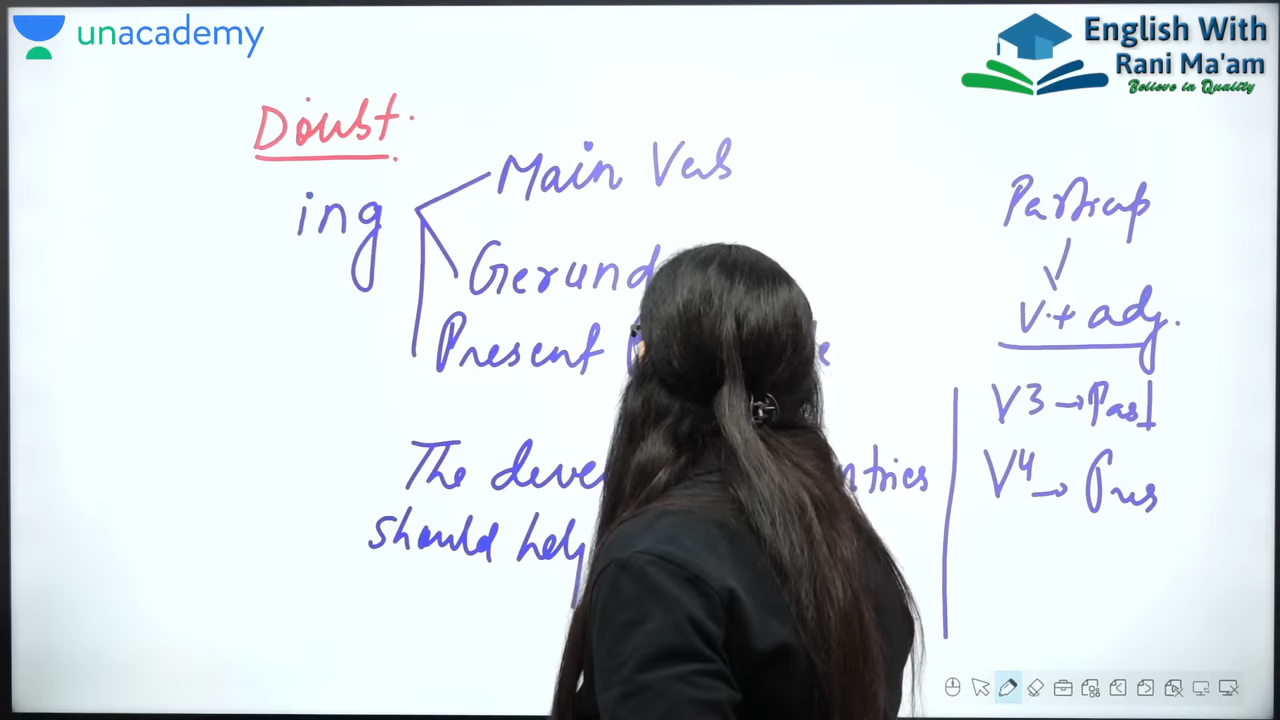 unacademy
English With
Rani Ma'am
Believe in Quality
Doubt.
ing
Main Verb
Gerund
Present
The deve
ntries
should help
V + adj.
V3 → Past
V4 → Pres